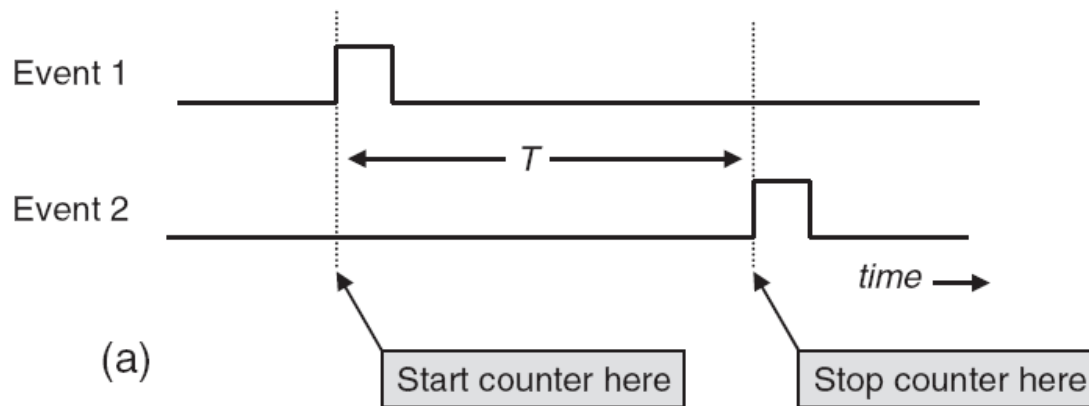 Event 1
T
Event 2
time
(a)
Start counter here
Stop counter here